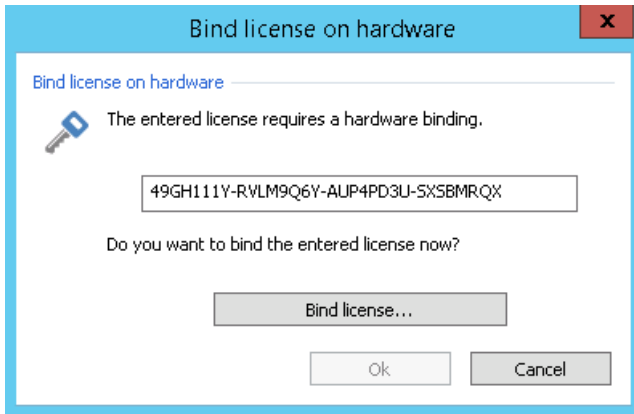 Bind license on hardware
x
Bind license on hardware
The entered license requires a hardware binding.
49GH111Y-RVLM9Q6Y-AUP4PD3U-SXSBMRQX
Do you want to bind the entered license now?
Bind license...
Ok
Cancel